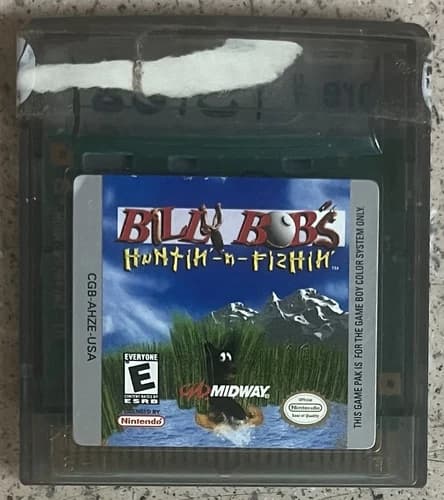 BILLY BOB'S
HUNTIN'-n-FISHIN'™
CGB-AHZE-USA
THIS GAME PAK IS FOR THE GAME BOY COLOR SYSTEM ONLY.
EVERYONE
E
CONTENT RATED BY
ESRB
LICENSED BY
Nintendo
MIDWAY®
Official
Nintendo
Seal of Quality